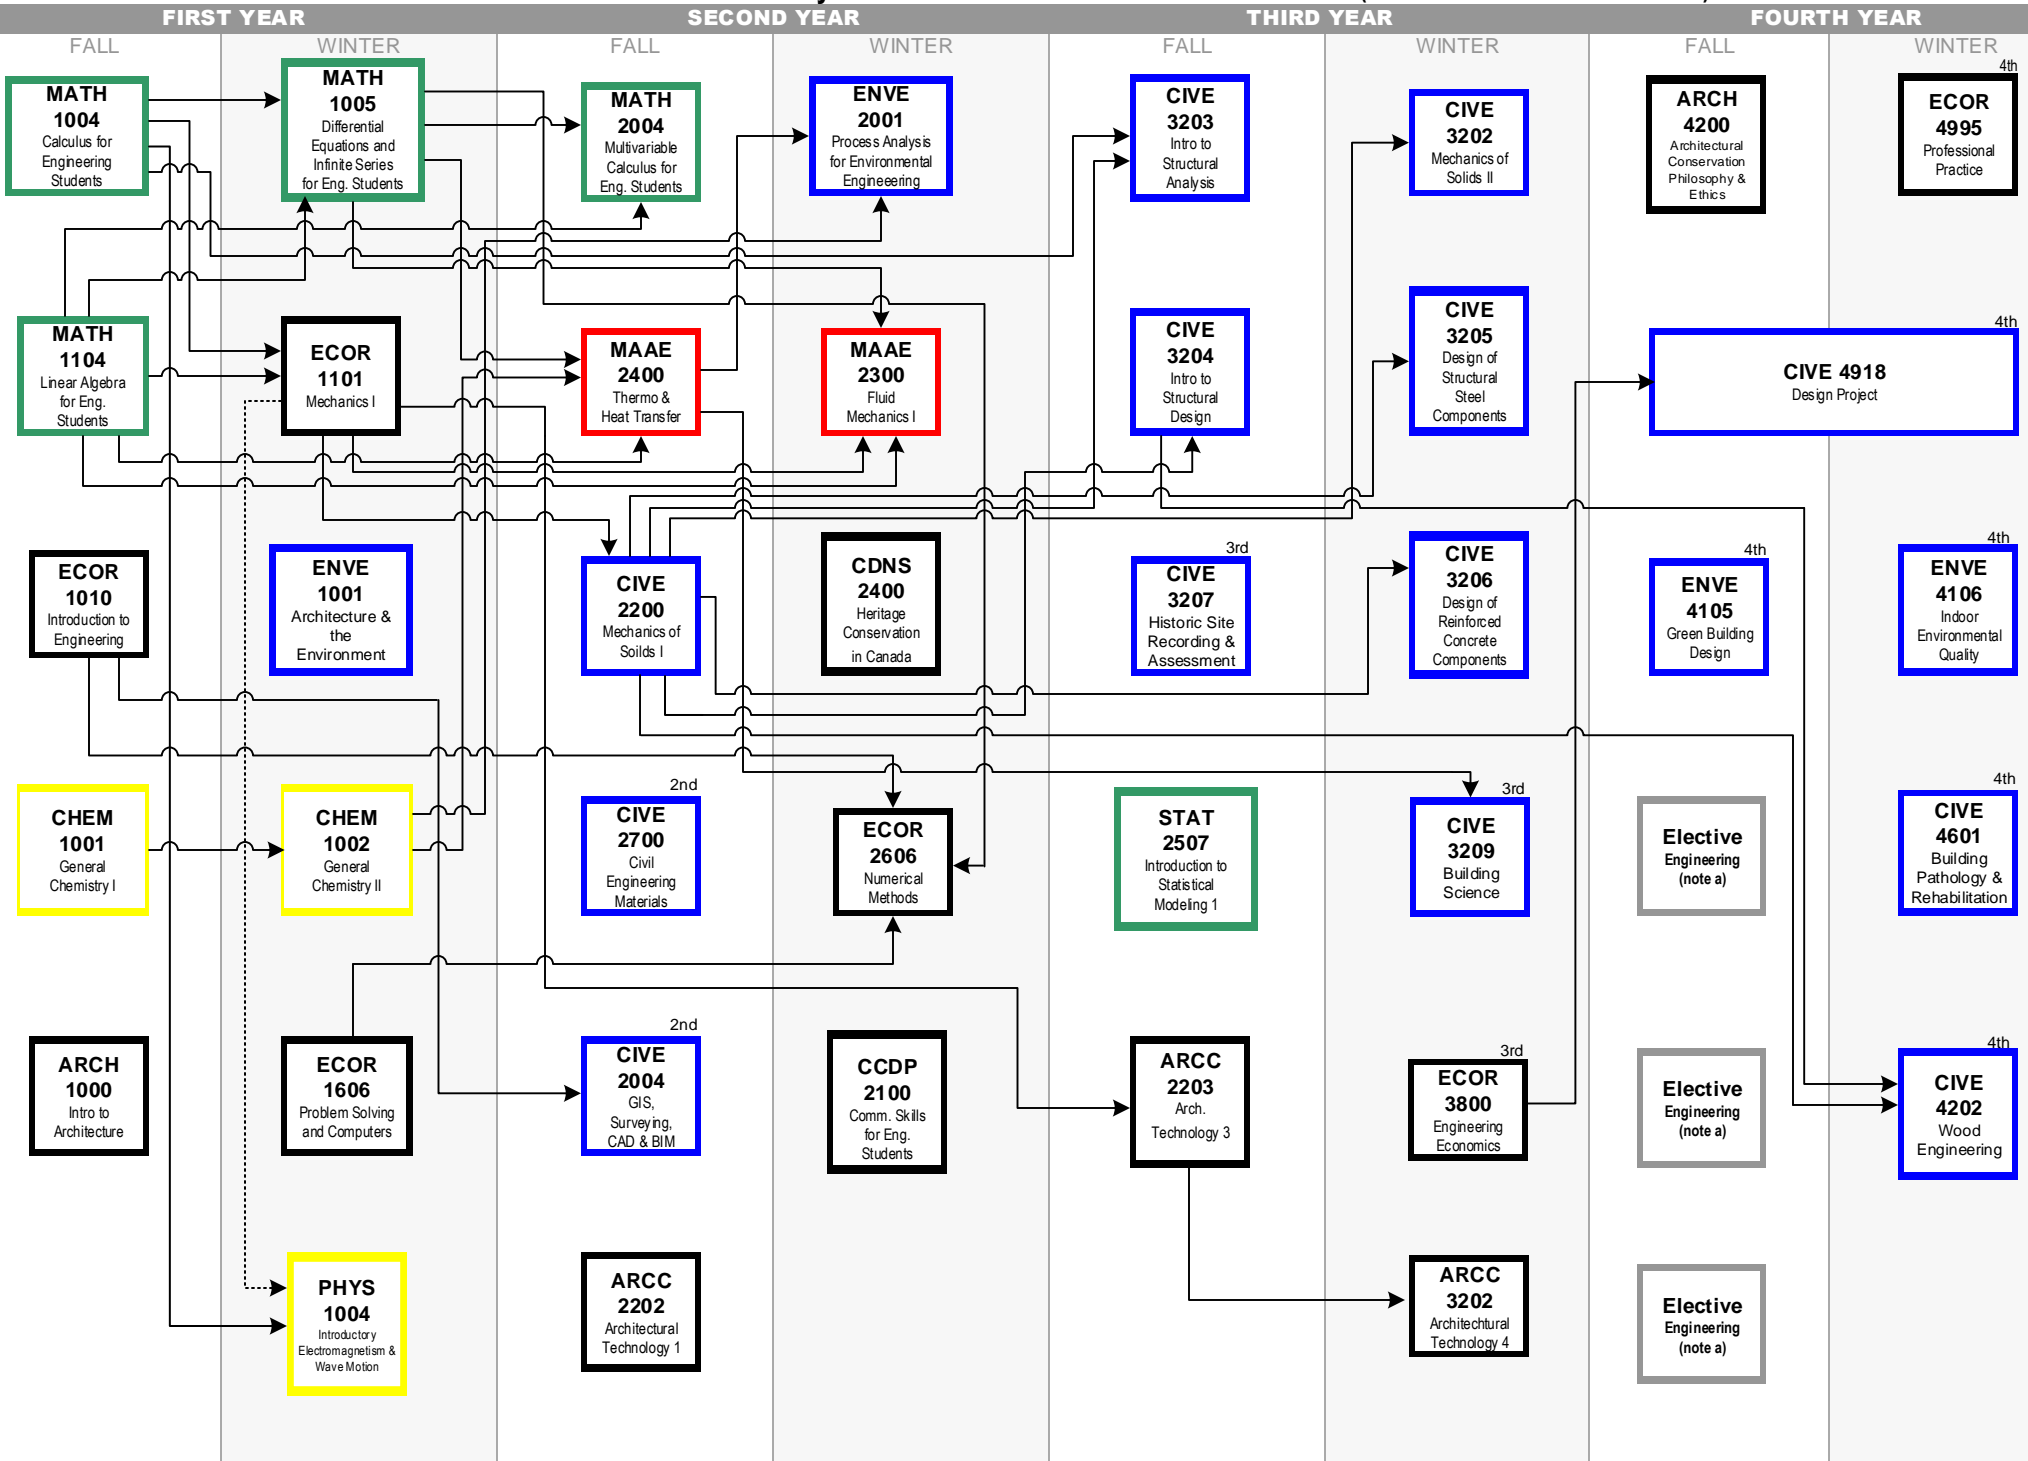 FIRST YEAR
SECOND YEAR
THIRD YEAR
FOURTH YEAR
FALL
WINTER
FALL
WINTER
FALL
WINTER
FALL
WINTER
MATH
1004
Calculus for
Engineering
Students
MATH
1104
Linear Algebra
for Eng.
Students
ECOR
1010
Introduction to
Engineering
CHEM
1001
General
Chemistry I
ARCH
1000
Intro to
Architecture
MATH
1005
Differential
Equations and
Infinite Series
for Eng. Students
ECOR
1101
Mechanics I
ENVE
1001
Architecture &
the
Environment
CHEM
1002
General
Chemistry II
ECOR
1606
Problem Solving
and Computers
PHYS
1004
Introductory
Electromagnetism &
Wave Motion
MATH
2004
Multivariable
Calculus for
Eng. Students
MAAE
2400
Thermo &
Heat Transfer
CIVE
2200
Mechanics of
Soilds I
2nd
CIVE
2700
Civil
Engineering
Materials
2nd
CIVE
2004
GIS,
Surveying,
CAD & BIM
ARCC
2202
Architectural
Technology 1
ENVE
2001
Process Analysis
for Environmental
Engineeering
MAAE
2300
Fluid
Mechanics I
CDNS
2400
Heritage
Conservation
in Canada
ECOR
2606
Numerical
Methods
CCDP
2100
Comm. Skills
for Eng.
Students
CIVE
3203
Intro to
Structural
Analysis
CIVE
3204
Intro to
Structural
Design
3rd
CIVE
3207
Historic Site
Recording &
Assessment
STAT
2507
Introduction to
Statistical
Modeling 1
ARCC
2203
Arch.
Technology 3
CIVE
3202
Mechanics of
Solids II
CIVE
3205
Design of
Structural
Steel
Components
CIVE
3206
Design of
Reinforced
Concrete
Components
3rd
CIVE
3209
Building
Science
3rd
ECOR
3800
Engineering
Economics
ARCC
3202
Architechtural
Technology 4
ARCH
4200
Architectural
Conservation
Philosophy &
Ethics
4th
CIVE 4918
Design Project
4th
ENVE
4105
Green Building
Design
Elective
Engineering
(note a)
Elective
Engineering
(note a)
Elective
Engineering
(note a)
4th
ECOR
4995
Professional
Practice
4th
ENVE
4106
Indoor
Environmental
Quality
4th
CIVE
4601
Building
Pathology &
Rehabilitation
4th
CIVE
4202
Wood
Engineering